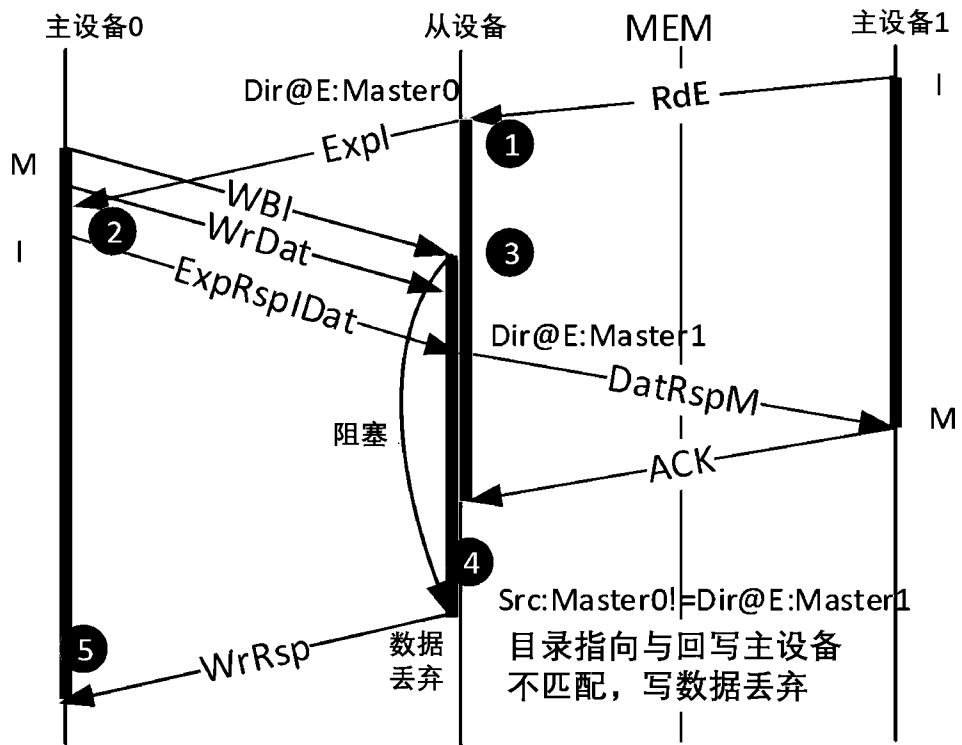 主设备0
从设备
MEM
主设备1
Dir@E:Master0
RdE
I
ExpI
1
M
WBI
2
WrDat
3
I
ExpRspIDat
Dir@E:Master1
DatRspM
M
阻塞
ACK
4
Src:Master0!=Dir@E:Master1
5
WrRsp
数据
丢弃
目录指向与回写主设备
不匹配，写数据丢弃